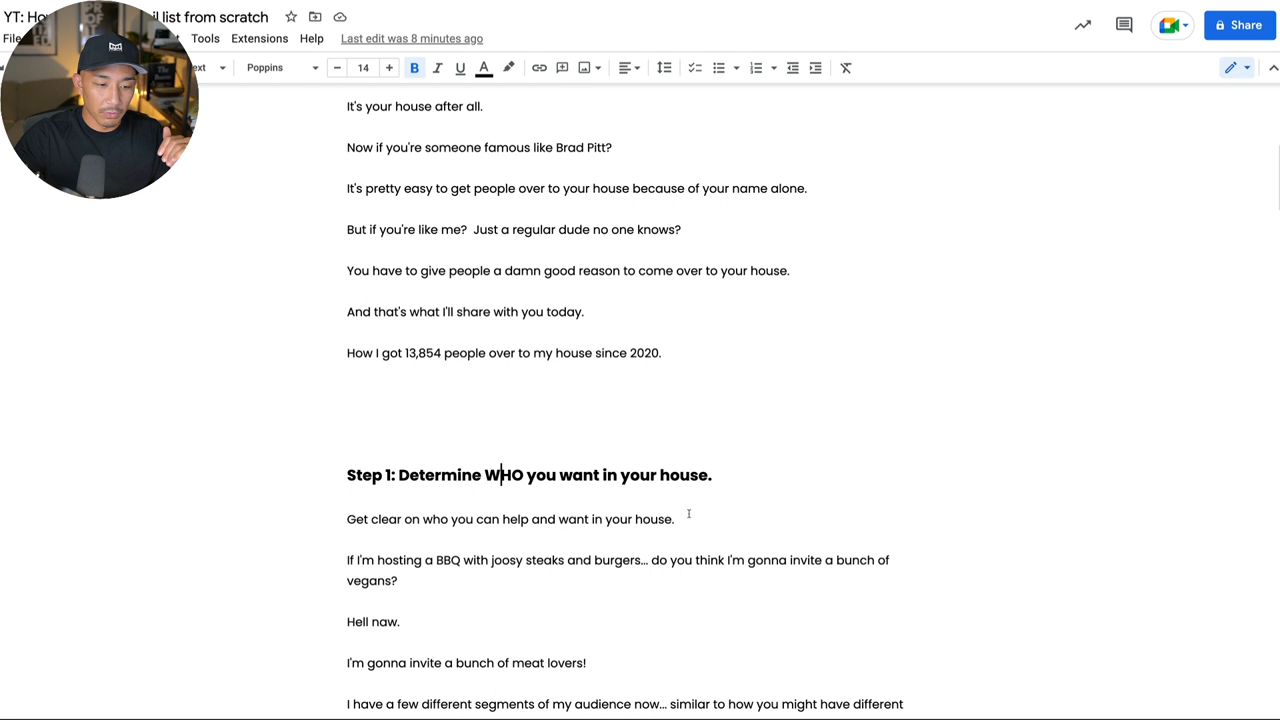 YT: Ho il list from scratch
File Tools Extensions Help Last edit was 8 minutes ago Share
ext Poppins 14 B I U A
It's your house after all.
Now if you're someone famous like Brad Pitt?
It's pretty easy to get people over to your house because of your name alone.
But if you're like me?  Just a regular dude no one knows?
You have to give people a damn good reason to come over to your house.
And that's what I'll share with you today.
How I got 13,854 people over to my house since 2020.
Step 1: Determine WHO you want in your house.
Get clear on who you can help and want in your house.
If I'm hosting a BBQ with joosy steaks and burgers... do you think I'm gonna invite a bunch of
vegans?
Hell naw.
I'm gonna invite a bunch of meat lovers!
I have a few different segments of my audience now... similar to how you might have different